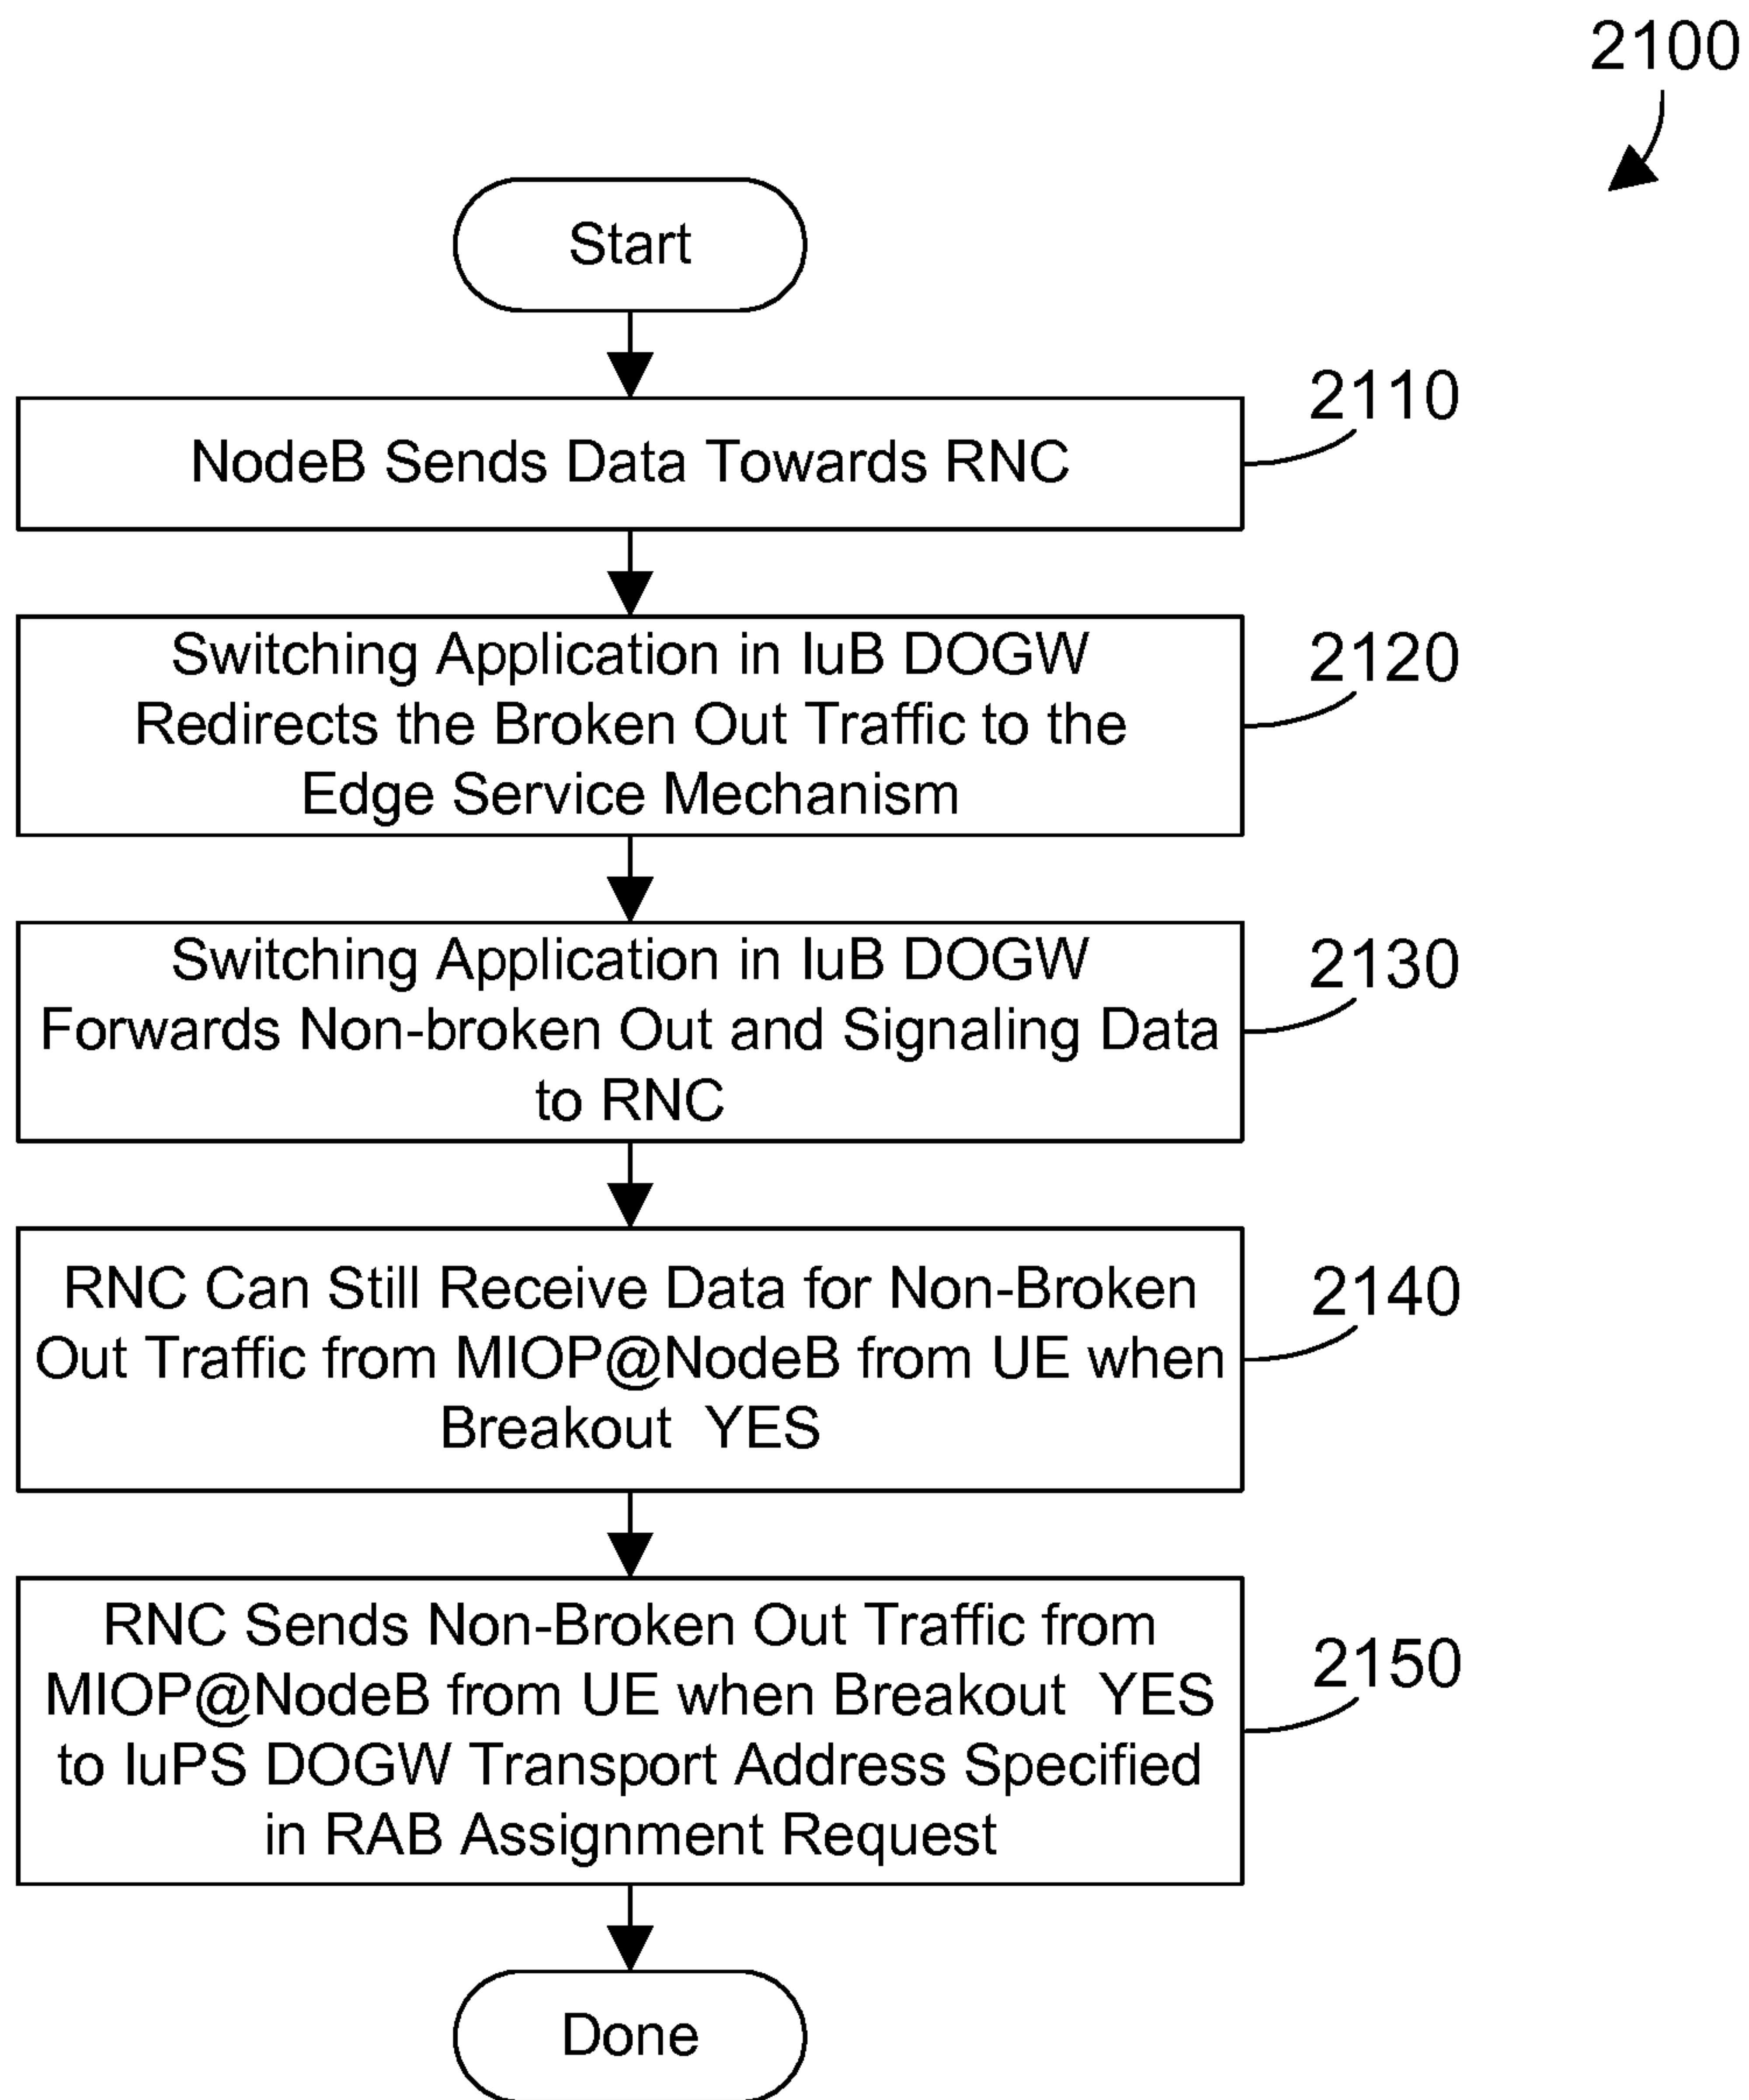 2100
Start
2110
NodeB Sends Data Towards RNC
2120
Switching Application in IuB DOGW
Redirects the Broken Out Traffic to the
Edge Service Mechanism
2130
Switching Application in IuB DOGW
Forwards Non-broken Out and Signaling Data
to RNC
2140
RNC Can Still Receive Data for Non-Broken
Out Traffic from MIOP@NodeB from UE when
Breakout YES
2150
RNC Sends Non-Broken Out Traffic from
MIOP@NodeB from UE when Breakout YES
to IuPS DOGW Transport Address Specified
in RAB Assignment Request
Done